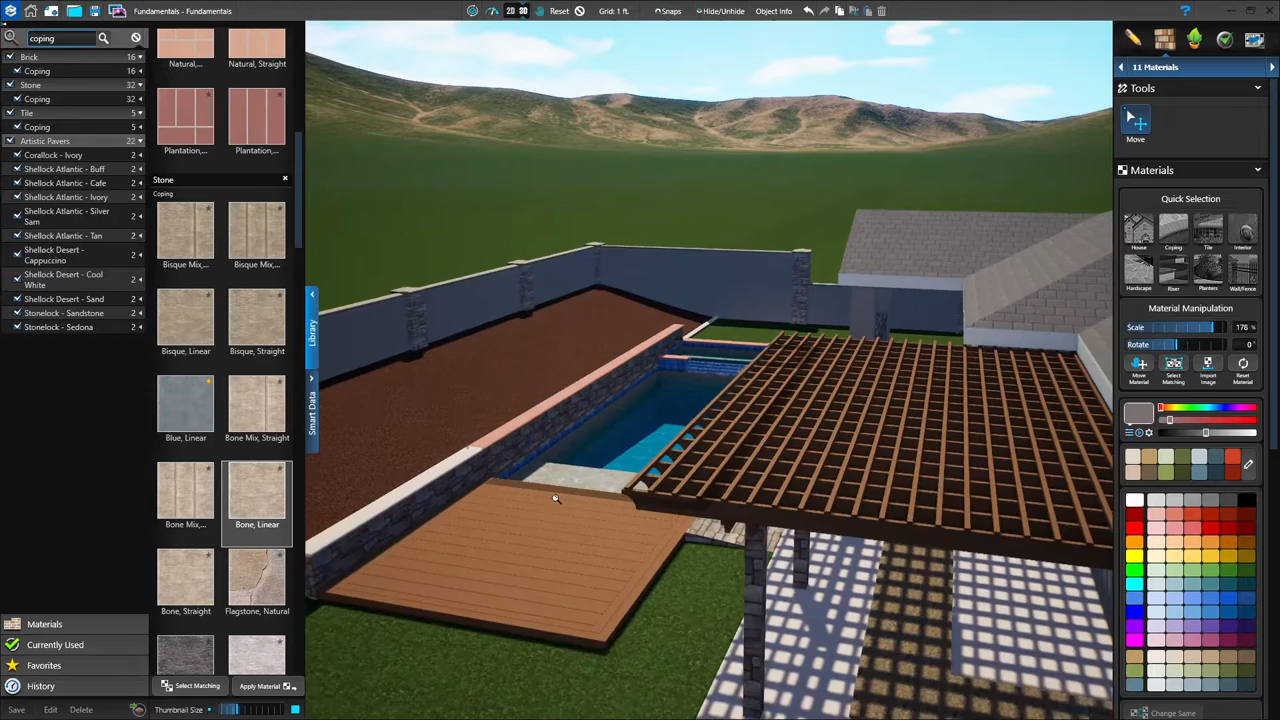 Fundamentals - Fundamentals
2D 3D
Reset
Grid: 1 ft.
Snaps
Hide/Unhide
Object Info
?
coping
Brick 16
Coping 16
Stone 32
Coping 32
Tile 5
Coping 5
Artistic Pavers 22
Corallock - Ivory 2
Shellock Atlantic - Buff 2
Shellock Atlantic - Cafe 2
Shellock Atlantic - Ivory 2
Shellock Atlantic - Silver
Sam 2
Shellock Atlantic - Tan 2
Shellock Desert -
Cappuccino 2
Shellock Desert - Cool
White 2
Shellock Desert - Sand 2
Stonelock - Sandstone 2
Stonelock - Sedona 2
Materials
Currently Used
Favorites
History
Save Edit Delete
Natural,... Natural, Straight
Plantation,... Plantation,...
Stone
Coping
Bisque Mix,... Bisque Mix,...
Bisque, Linear Bisque, Straight
Blue, Linear Bone Mix, Straight
Bone Mix,... Bone, Linear
Bone, Straight Flagstone, Natural
Select Matching Apply Material
Thumbnail Size
Library
Smart Data
11 Materials
Tools
Move
Materials
Quick Selection
House Coping Tile Interior
Hardscape Riser Planters Wall/Fence
Material Manipulation
Scale 178 %
Rotate 0°
Move
Material
Select
Matching
Import
Image
Reset
Material
Change Same